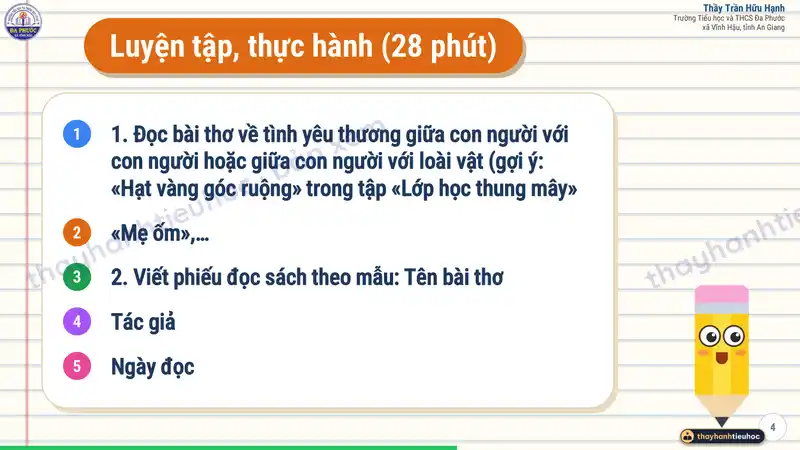 ĐA PHƯỚC
Thầy Trần Hữu Hạnh
Trường Tiểu học và THCS Đa Phước
xã Vĩnh Hậu, tỉnh An Giang
Luyện tập, thực hành (28 phút)
1
1. Đọc bài thơ về tình yêu thương giữa con người với
con người hoặc giữa con người với loài vật (gợi ý:
«Hạt vàng góc ruộng» trong tập «Lớp học thung mây»
2
«Mẹ ốm»,…
3
2. Viết phiếu đọc sách theo mẫu: Tên bài thơ
4
Tác giả
5
Ngày đọc
thayhanhtieuhoc
4